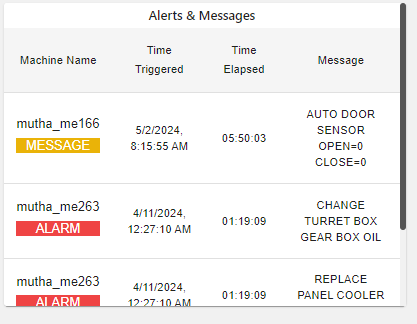 Alerts & Messages
Machine Name
Time
Triggered
Time
Elapsed
Message
mutha_me166
MESSAGE
5/2/2024,
8:15:55 AM
05:50:03
AUTO DOOR
SENSOR
OPEN=0
CLOSE=0
mutha_me263
ALARM
4/11/2024,
12:27:10 AM
01:19:09
CHANGE
TURRET BOX
GEAR BOX OIL
mutha_me263
ALARM
4/11/2024,
12:27:10 AM
01:19:09
REPLACE
PANEL COOLER